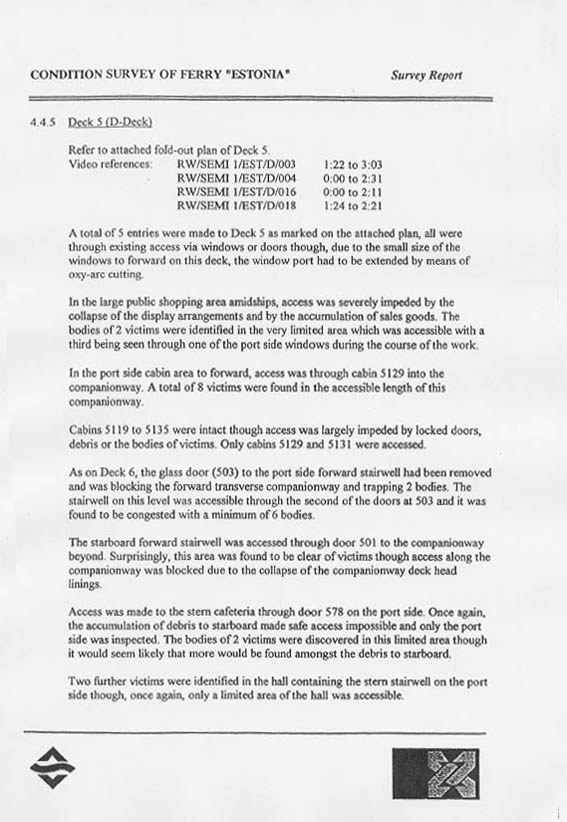 CONDITION SURVEY OF FERRY "ESTONIA" Survey Report
4.4.5 Deck 5 (D-Deck)
Refer to attached fold-out plan of Deck 5.
Video references: RW/SEMI 1/EST/D/003 1:22 to 3:03
RW/SEMI 1/EST/D/004 0:00 to 2:31
RW/SEMI 1/EST/D/016 0:00 to 2:11
RW/SEMI 1/EST/D/018 1:24 to 2:21
A total of 5 entries were made to Deck 5 as marked on the attached plan, all were
through existing access via windows or doors though, due to the small size of the
windows to forward on this deck, the window port had to be extended by means of
oxy-arc cutting.
In the large public shopping area amidships, access was severely impeded by the
collapse of the display arrangements and by the accumulation of sales goods. The
bodies of 2 victims were identified in the very limited area which was accessible with a
third being seen through one of the port side windows during the course of the work.
In the port side cabin area to forward, access was through cabin 5129 into the
companionway. A total of 8 victims were found in the accessible length of this
companionway.
Cabins 5119 to 5135 were intact though access was largely impeded by locked doors,
debris or the bodies of victims. Only cabins 5129 and 5131 were accessed.
As on Deck 6, the glass door (503) to the port side forward stairwell had been removed
and was blocking the forward transverse companionway and trapping 2 bodies. The
stairwell on this level was accessible through the second of the doors at 503 and it was
found to be congested with a minimum of 6 bodies.
The starboard forward stairwell was accessed through door 501 to the companionway
beyond. Surprisingly, this area was found to be clear of victims though access along the
companionway was blocked due to the collapse of the companionway deck head
linings.
Access was made to the stern cafeteria through door 578 on the port side. Once again,
the accumulation of debris to starboard made safe access impossible and only the port
side was inspected. The bodies of 2 victims were discovered in this limited area though
it would seem likely that more would be found amongst the debris to starboard.
Two further victims were identified in the hall containing the stern stairwell on the port
side though, once again, only a limited area of the hall was accessible.